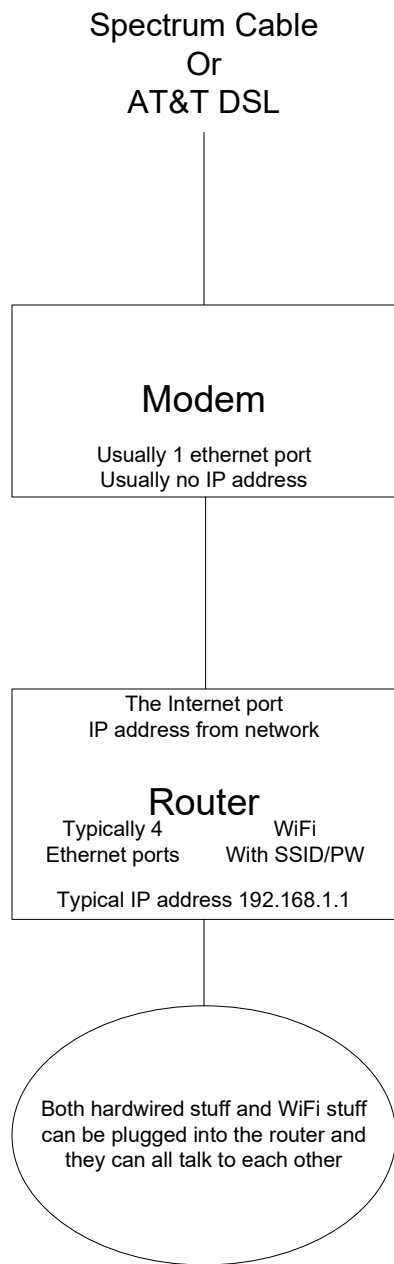 Spectrum Cable
Or
AT&T DSL
Modem
Usually 1 ethernet port
Usually no IP address
The Internet port
IP address from network
Router
Typically 4
Ethernet ports
WiFi
With SSID/PW
Typical IP address 192.168.1.1
Both hardwired stuff and WiFi stuff
can be plugged into the router and
they can all talk to each other